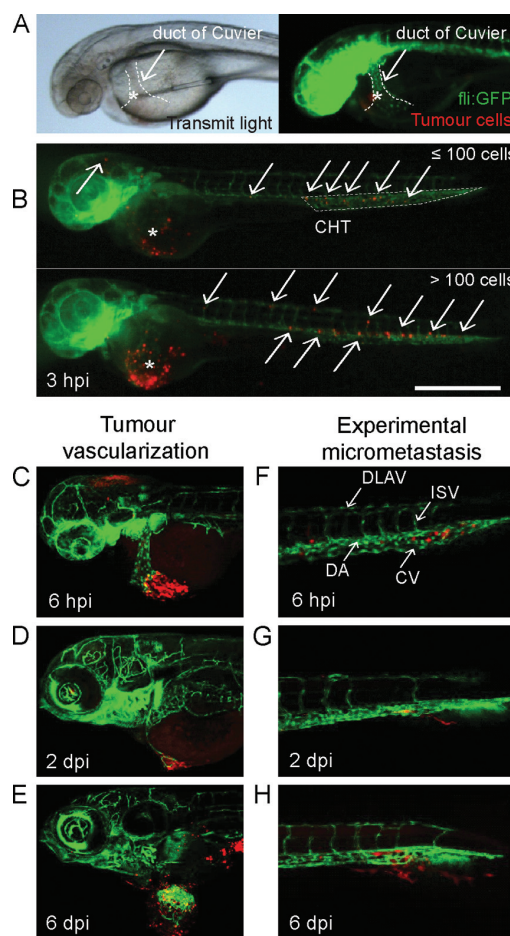 A
duct of Cuvier
*
Transmit light
duct of Cuvier
*
fli:GFP
Tumour cells
B
≤ 100 cells
*
CHT
> 100 cells
*
3 hpi
Tumour
vascularization
Experimental
micrometastasis
C
6 hpi
F
DLAV
ISV
DA
CV
6 hpi
D
2 dpi
G
2 dpi
E
6 dpi
H
6 dpi